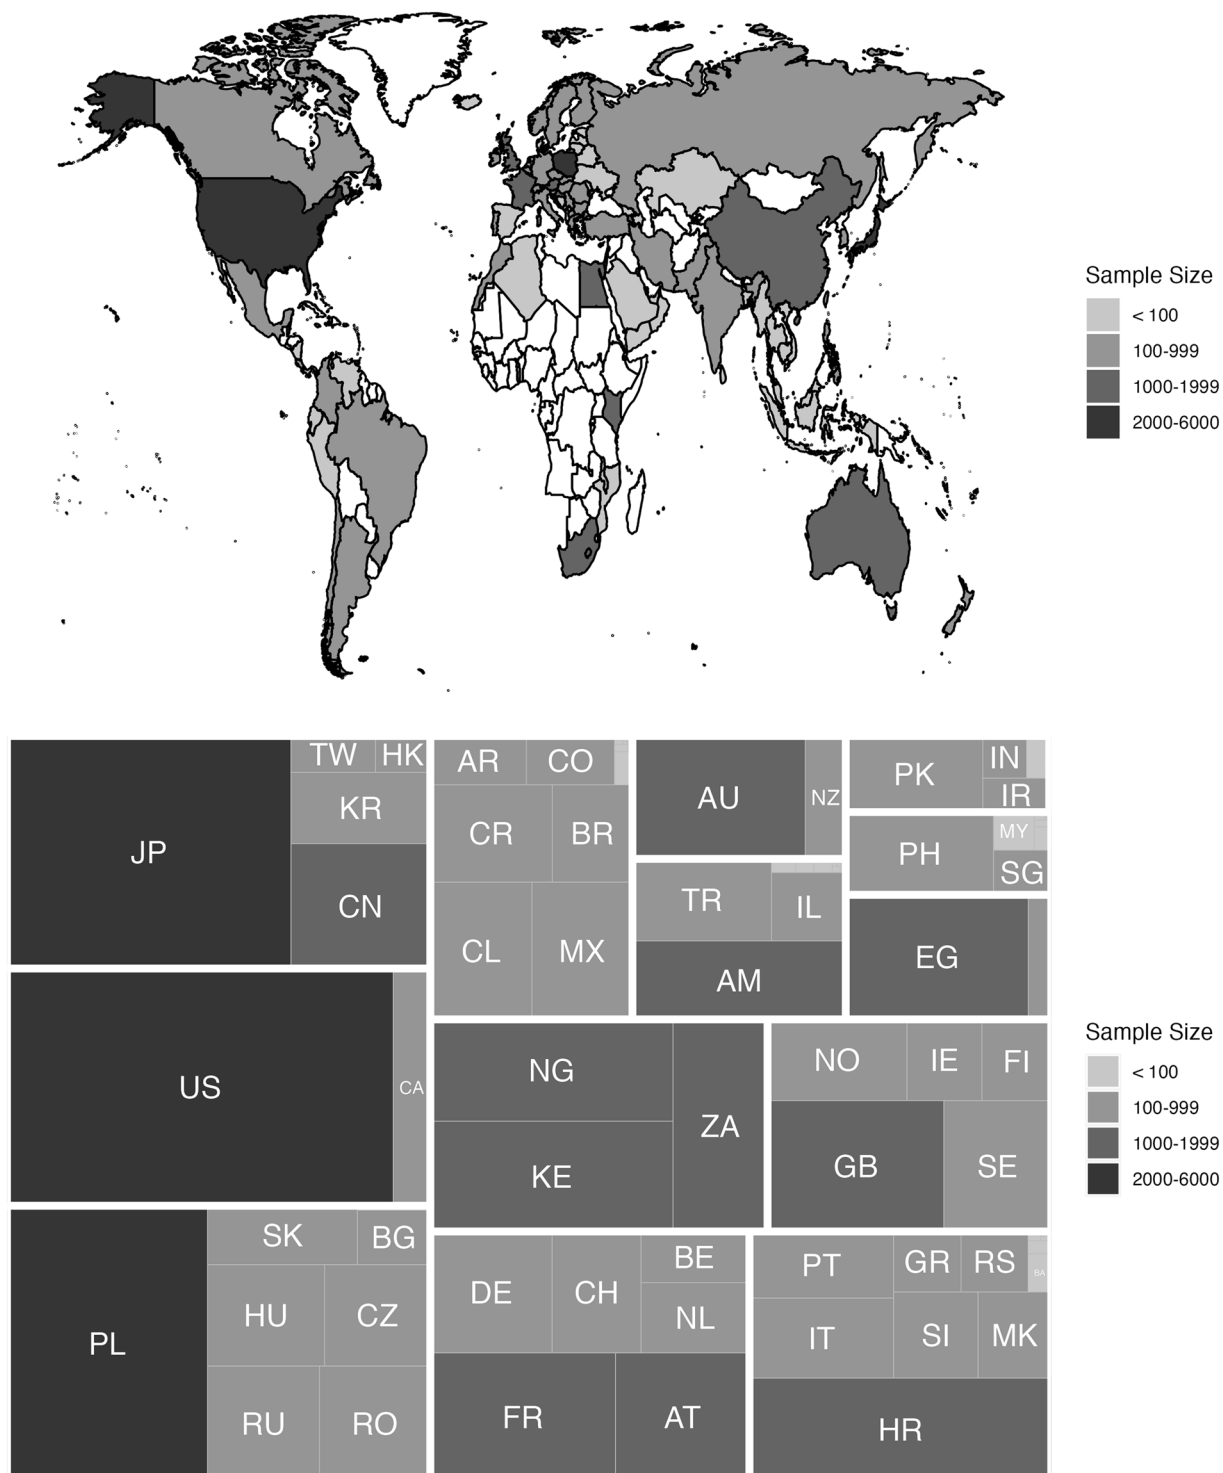 Sample Size
< 100
100-999
1000-1999
2000-6000
TW HK
KR
JP
CN
AR CO
CR BR
CL MX
AU NZ
TR IL
AM
PK IN
IR
PH MY
SG
EG
US CA
NG
KE
ZA
NO IE FI
GB SE
Sample Size
< 100
100-999
1000-1999
2000-6000
PL
SK BG
HU CZ
RU RO
DE CH BE
NL
FR AT
PT GR RS BA
IT SI MK
HR